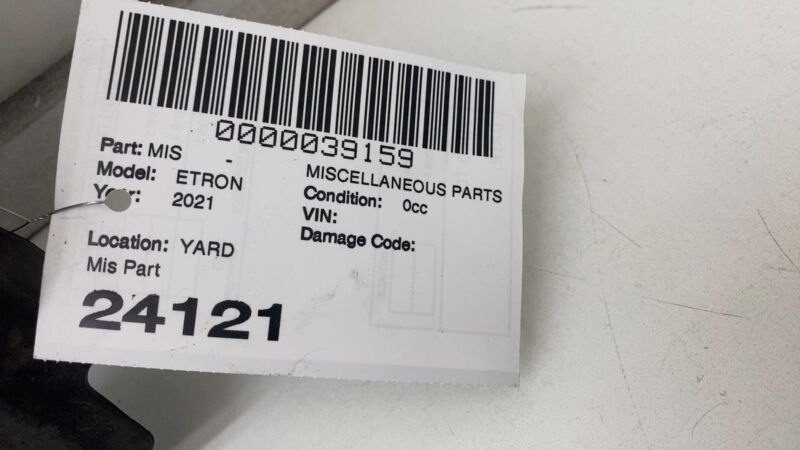 0000039159
Part: MIS - MISCELLANEOUS PARTS
Model: ETRON Condition: 0cc
Year: 2021 VIN:
Damage Code:
Location: YARD
Mis Part
24121